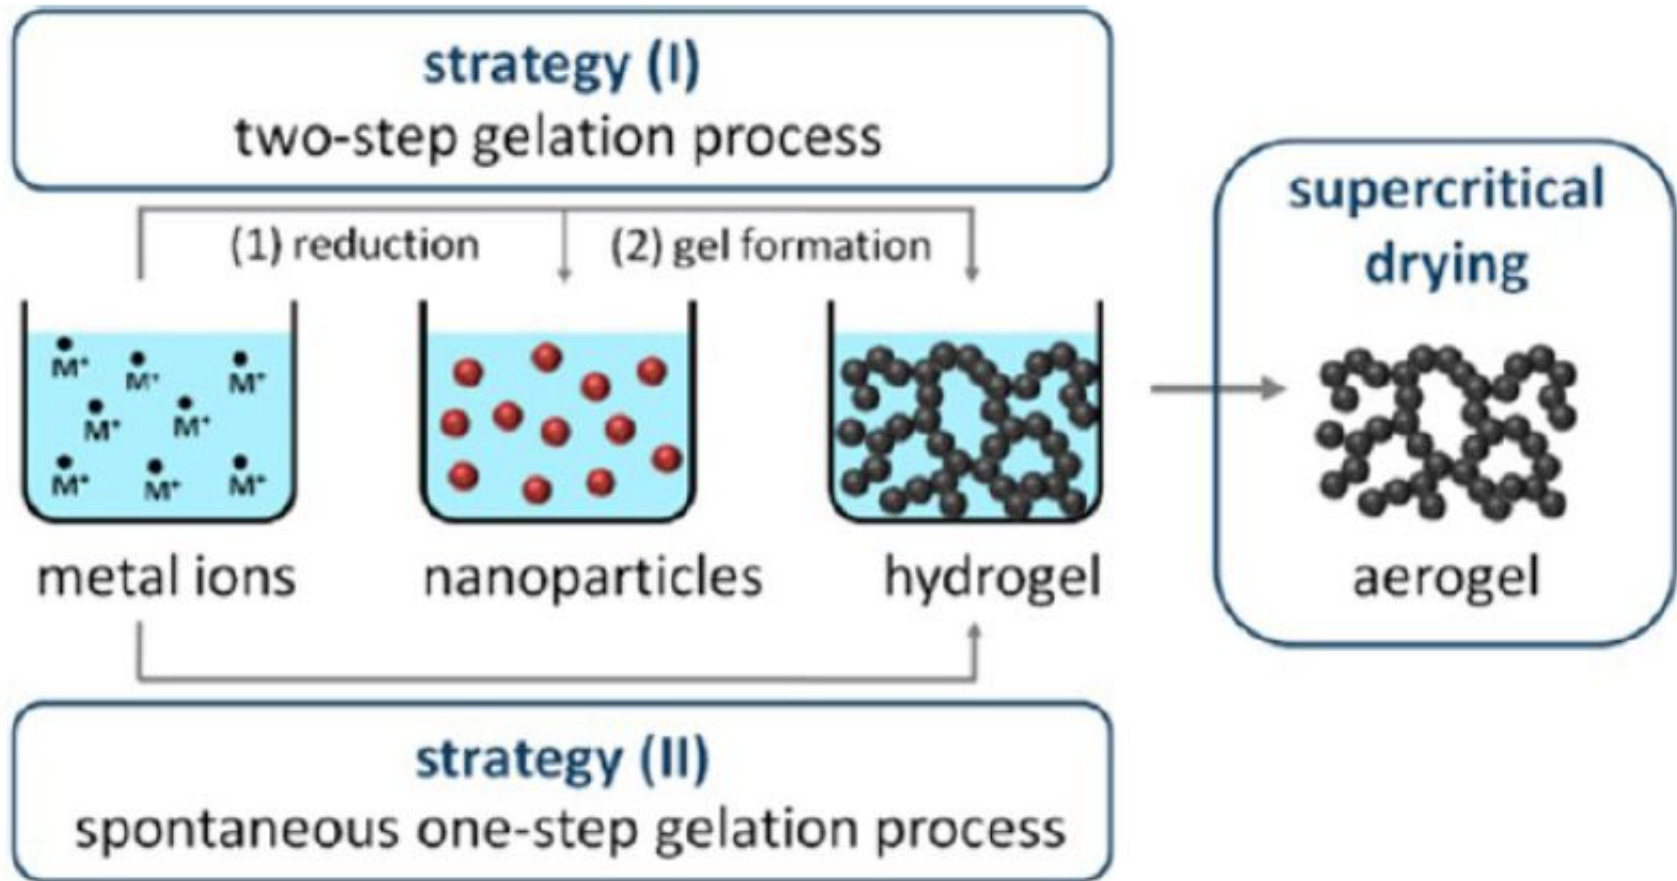 strategy (I)
two-step gelation process
(1) reduction
(2) gel formation
supercritical
drying
M⁺
M⁺
M⁺
M⁺
M⁺
M⁺
M⁺
M⁺
metal ions
nanoparticles
hydrogel
aerogel
strategy (II)
spontaneous one-step gelation process